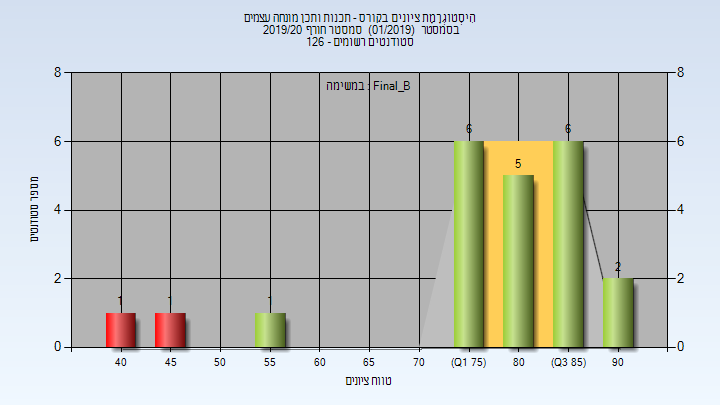 היסטוגרמת ציונים בקורס - תכנות ותכן מונחה עצמים
בסמסטר (01/2019) סמסטר חורף 2019/20
סטודנטים רשומים - 126
במשימה : Final_B
8 8
6 6
4 4
2 2
0 0
מספר סטודנטים
1 1 1 6 5 6 2
40 45 50 55 60 65 70 (Q1 75) 80 (Q3 85) 90
טווח ציונים